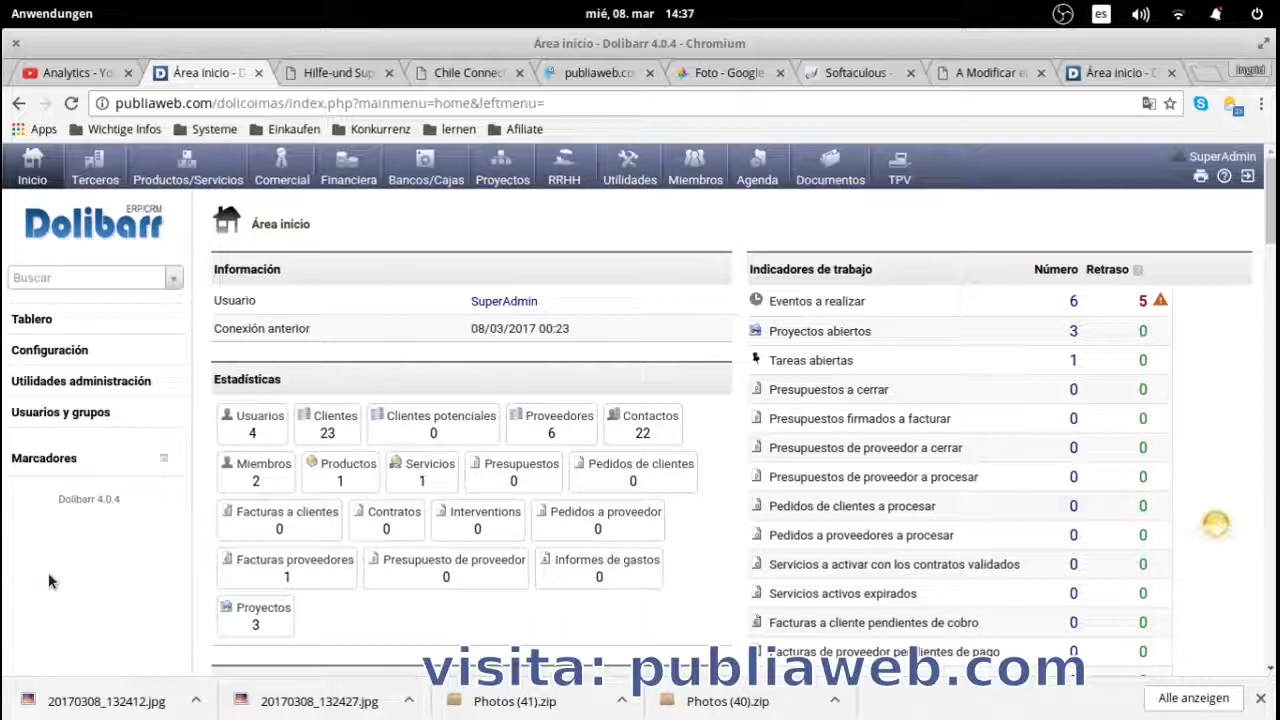 Anwendungen
mié, 08. mar 14:37
es
Área inicio - Dolibarr 4.0.4 - Chromium
Analytics - Yo
Área inicio - D
Hilfe-und Sup
Chile Connec
publiaweb.co
Foto - Google
Softaculous -
A Modificar e
Área inicio - D
Ingrid
publiaweb.com/dolicoimas/index.php?mainmenu=home&leftmenu=
Apps
Wichtige Infos
Systeme
Einkaufen
Konkurrenz
lernen
Afiliate
Inicio
Terceros
Productos/Servicios
Comercial
Financiera
Bancos/Cajas
Proyectos
RRHH
Utilidades
Miembros
Agenda
Documentos
TPV
SuperAdmin
Dolibarr ERP/CRM
Buscar
Tablero
Configuración
Utilidades administración
Usuarios y grupos
Marcadores
Dolibarr 4.0.4
Área inicio
Información
Usuario SuperAdmin
Conexión anterior 08/03/2017 00:23
Estadísticas
Usuarios
4
Clientes
23
Clientes potenciales
0
Proveedores
6
Contactos
22
Miembros
2
Productos
1
Servicios
1
Presupuestos
0
Pedidos de clientes
0
Facturas a clientes
0
Contratos
0
Interventions
0
Pedidos a proveedor
0
Facturas proveedores
1
Presupuesto de proveedor
0
Informes de gastos
0
Proyectos
3
Indicadores de trabajo Número Retraso
Eventos a realizar 6 5
Proyectos abiertos 3 0
Tareas abiertas 1 0
Presupuestos a cerrar 0 0
Presupuestos firmados a facturar 0 0
Presupuestos de proveedor a cerrar 0 0
Presupuestos de proveedor a procesar 0 0
Pedidos de clientes a procesar 0 0
Pedidos a proveedores a procesar 0 0
Servicios a activar con los contratos validados 0 0
Servicios activos expirados 0 0
Facturas a cliente pendientes de cobro 0 0
Facturas de proveedor pendientes de pago 0 0
visita: publiaweb.com
20170308_132412.jpg
20170308_132427.jpg
Photos (41).zip
Photos (40).zip
Alle anzeigen